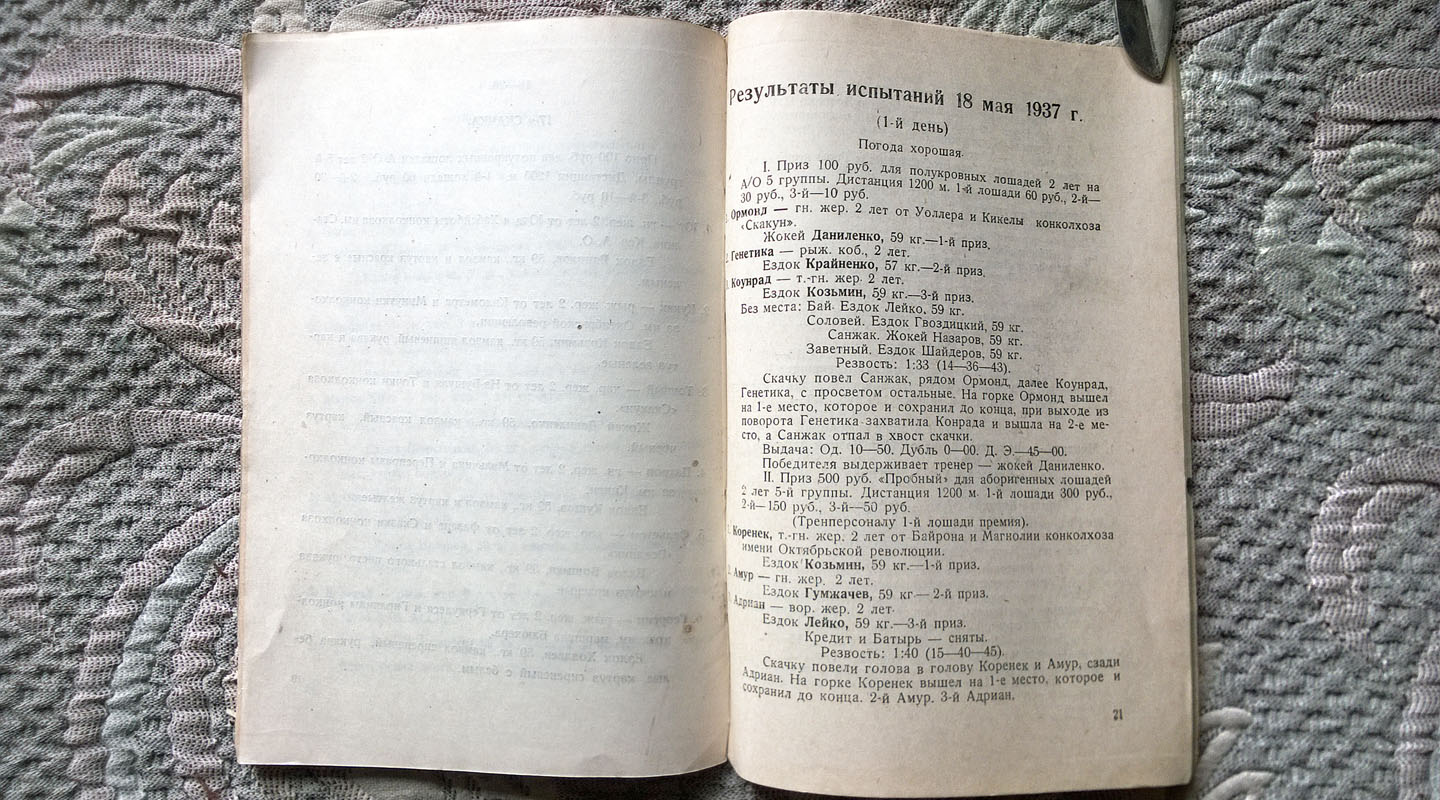 Результаты испытаний 18 мая 1937 г.
(1-й день)
Погода хорошая.
I. Приз 100 руб. для полукровных лошадей 2 лет на
А/О 5 группы. Дистанция 1200 м. 1-й лошади 60 руб., 2-й—
30 руб., 3-й—10 руб.
Ормонд — гн. жер. 2 лет от Уоллера и Кикелы конколхоза
«Скакун».
Жокей Даниленко, 59 кг.—1-й приз.
2. Генетика — рыж. коб., 2 лет.
Ездок Крайненко, 57 кг.—2-й приз.
Коунрад — т.-гн. жер. 2 лет.
Ездок Козьмин, 59 кг.—3-й приз.
Без места: Бай. Ездок Лейко, 59 кг.
Соловей. Ездок Гвоздицкий, 59 кг.
Санжак. Жокей Назаров, 59 кг.
Заветный. Ездок Шайдеров, 59 кг.
Резвость: 1:33 (14—36—43).
Скачку повел Санжак, рядом Ормонд, далее Коунрад,
Генетика, с просветом остальные. На горке Ормонд вышел
на 1-е место, которое и сохранил до конца, при выходе из
поворота Генетика захватила Конрада и вышла на 2-е ме-
сто, а Санжак отпал в хвост скачки.
Выдача: Од. 10—50. Дубль 0—00. Д. Э.—45—00.
Победителя выдерживает тренер — жокей Даниленко.
II. Приз 500 руб. «Пробный» для аборигенных лошадей
2 лет 5-й группы. Дистанция 1200 м. 1-й лошади 300 руб.,
2-й—150 руб., 3-й—50 руб.
(Тренперсоналу 1-й лошади премия).
Коренек, т.-гн. жер. 2 лет от Байрона и Магнолии конколхоза
имени Октябрьской революции.
Ездок Козьмин, 59 кг.—1-й приз.
Амур — гн. жер. 2 лет.
Ездок Гумжачев, 59 кг.—2-й приз.
Адриан — вор. жер. 2 лет.
Ездок Лейко, 59 кг.—3-й приз.
Кредит и Батырь — сняты.
Резвость: 1:40 (15—40—45).
Скачку повели голова в голову Коренек и Амур, сзади
Адриан. На горке Коренек вышел на 1-е место, которое и
сохранил до конца. 2-й Амур. 3-й Адриан.
21